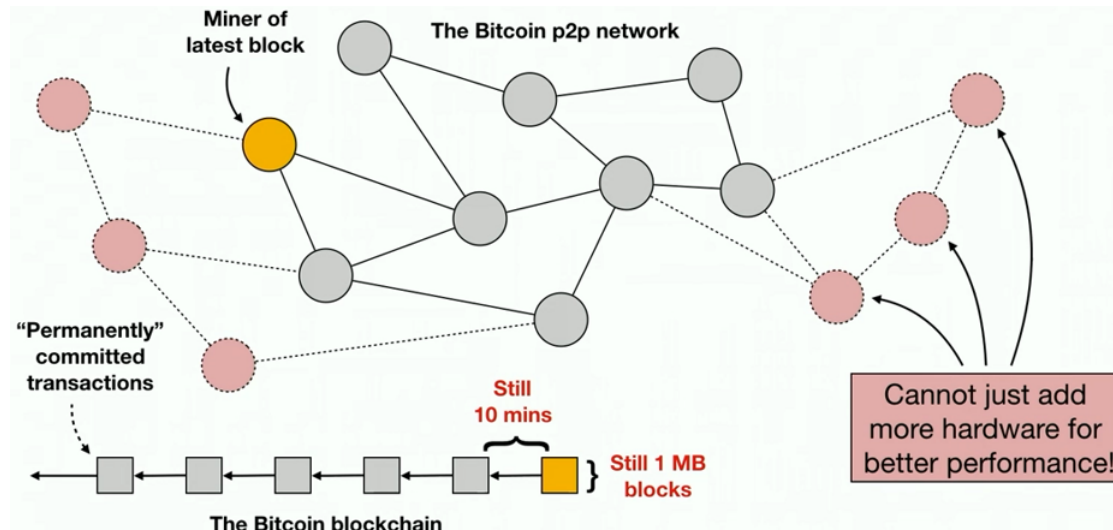 Miner of
latest block
The Bitcoin p2p network
“Permanently”
committed
transactions
Still
10 mins
Still 1 MB
blocks
Cannot just add
more hardware for
better performance!
The Bitcoin blockchain